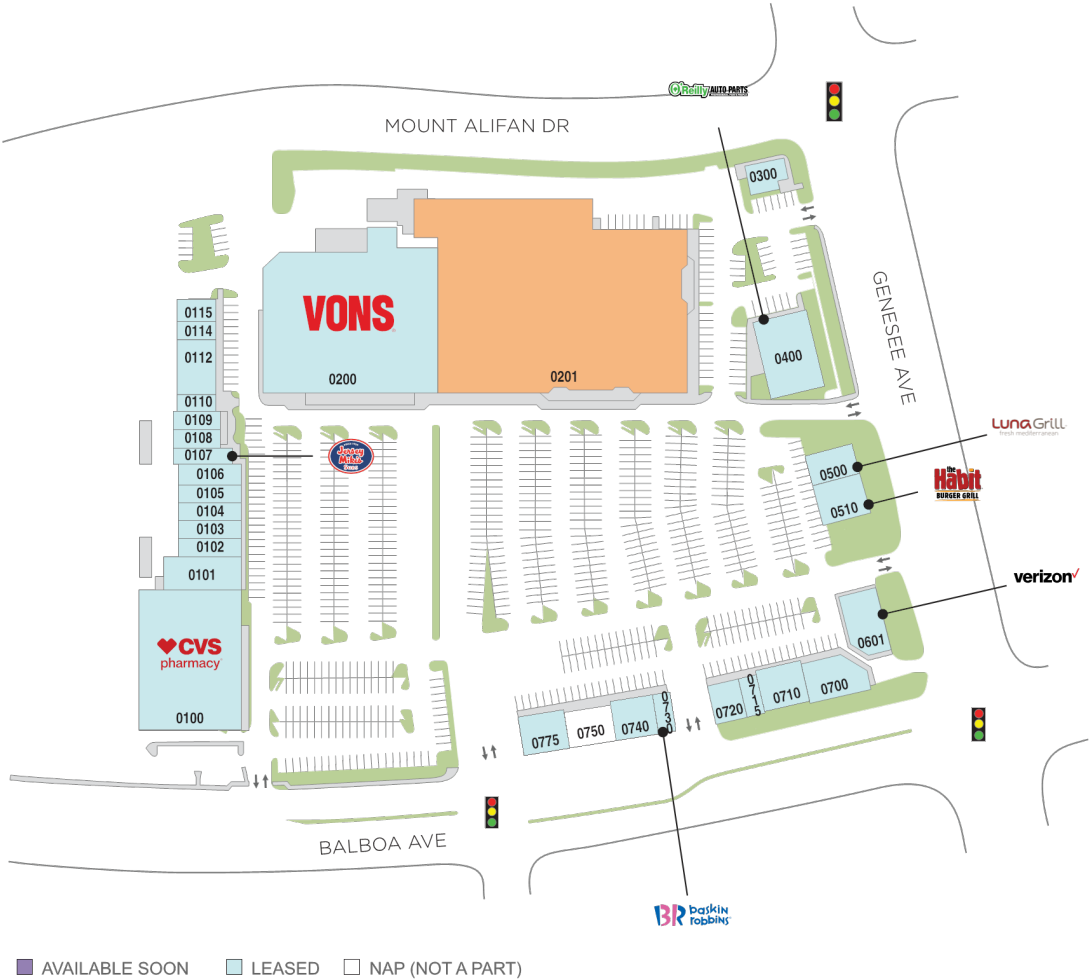 O'Reilly AUTO PARTS
MOUNT ALIFAN DR
0300
GENESEE AVE
0115
0114
0112
0110
0109
0108
0107
0106
0105
0104
0103
0102
0101
VONS
0200
0201
0400
Jersey
Mike's
Subs
LUNAGRILL
fresh mediterranean
0500
0510
the
Habit
BURGER GRILL
verizon
0601
CVS
pharmacy
0100
0775
0750
0740
0730
0720
0715
0710
0700
BALBOA AVE
BR baskin
robbins
AVAILABLE SOON
LEASED
NAP (NOT A PART)